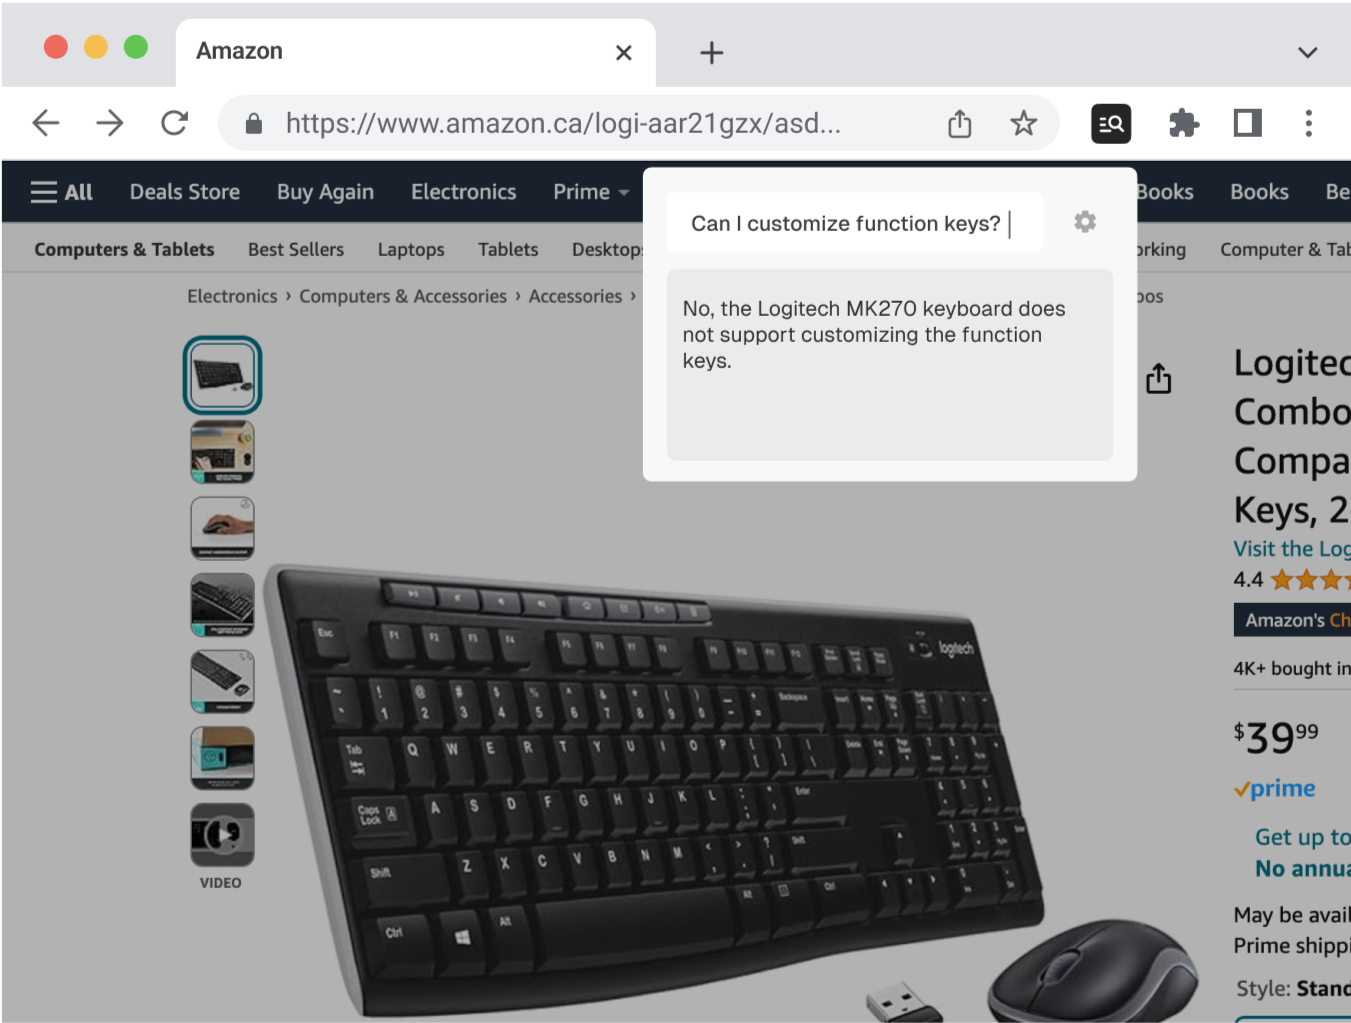 Amazon
https://www.amazon.ca/logi-aar21gzx/asd...
All Deals Store Buy Again Electronics Prime Books Books Be
Can I customize function keys?
Computers & Tablets Best Sellers Laptops Tablets Desktops orking Computer & Tab
Electronics › Computers & Accessories › Accessories › bos
No, the Logitech MK270 keyboard does
not support customizing the function
keys.
Logitec
Combo
Compa
Keys, 2
Visit the Log
4.4
Amazon's Ch
4K+ bought in
$39.99
prime
Get up to
No annua
May be avail
Prime shippi
Style: Stand
VIDEO
logitech
Esc F1 F2 F3 F4 F5 F6 F7 F8 F9 F10 F11 F12
~ ! @ # $ % ^ & * ( ) Backspace
1 2 3 4 5 6 7 8 9 0
Tab Q W E R T Y U I O P
Caps Lock A S D F G H J K L Enter
Shift Z X C V B N M Shift
Ctrl Alt Alt Ctrl